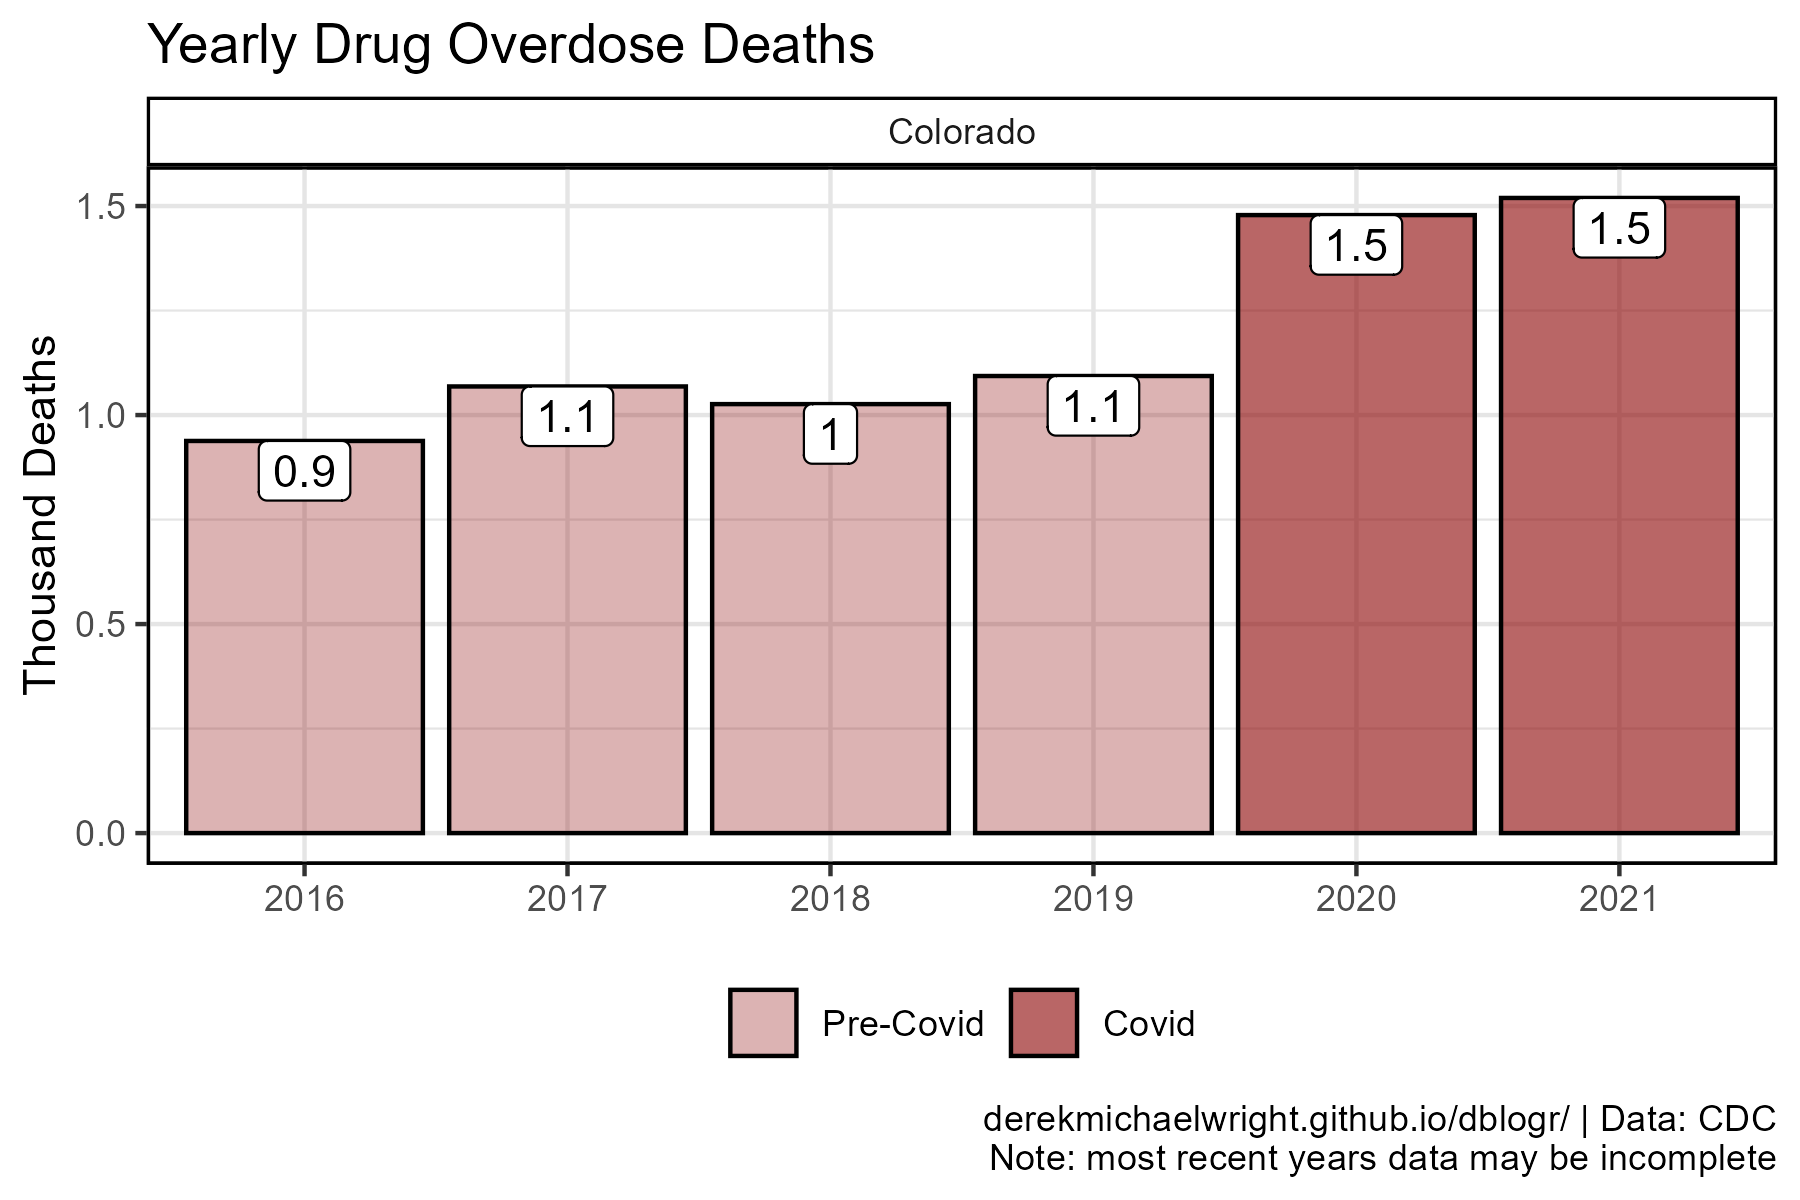 Yearly Drug Overdose Deaths
Colorado
Thousand Deaths
1.5
1.0
0.5
0.0
0.9
1.1
1
1.1
1.5
1.5
2016
2017
2018
2019
2020
2021
Pre-Covid
Covid
derekmichaelwright.github.io/dblogr/ | Data: CDC
Note: most recent years data may be incomplete